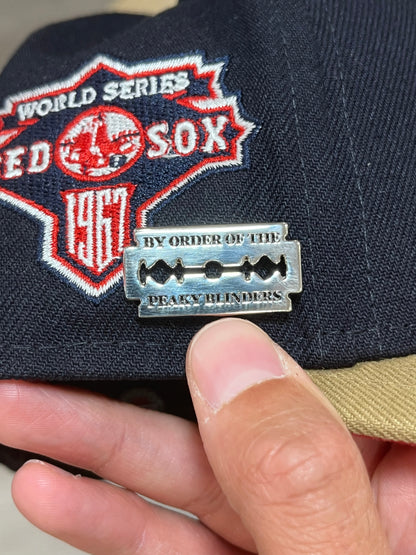 WORLD SERIES
RED SOX
1967
BY ORDER OF THE
PEAKY BLINDERS